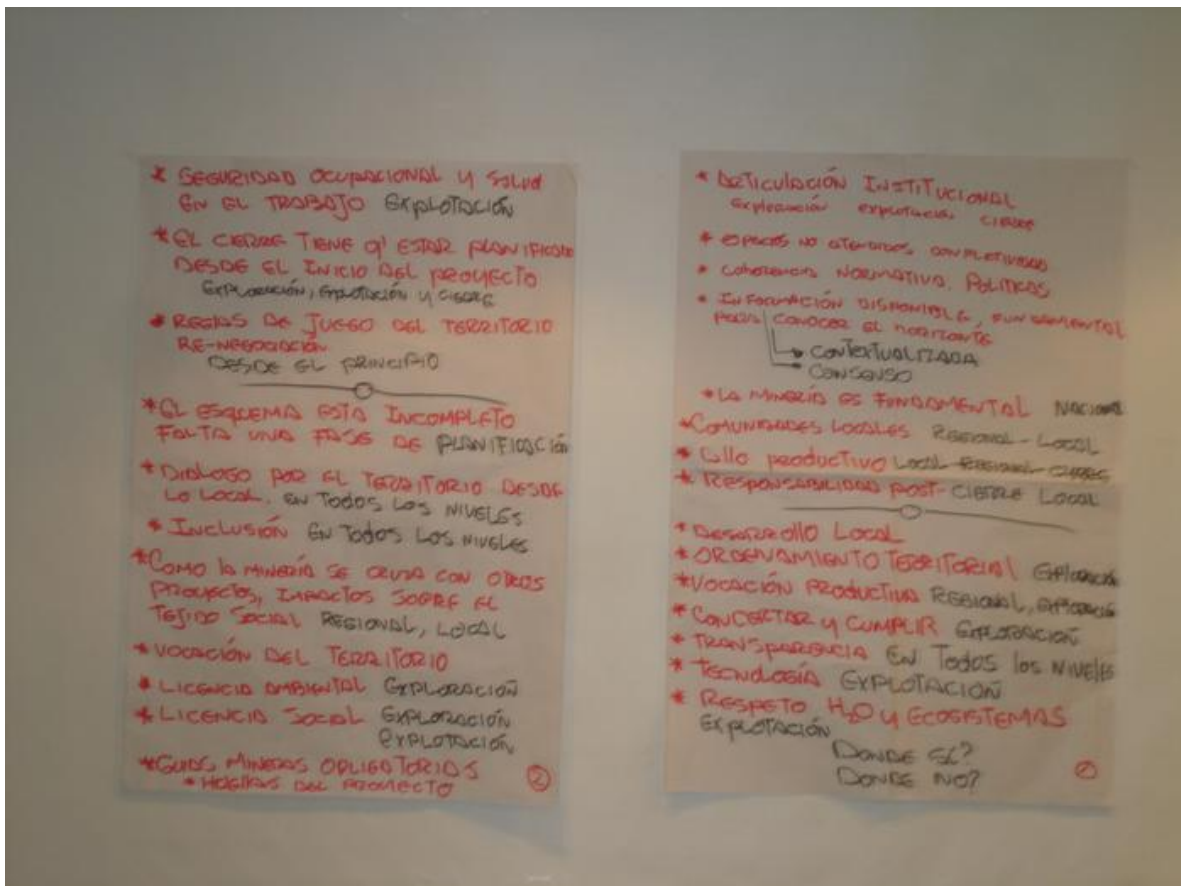 * SEGURIDAD OCUPACIONAL Y SALUD
EN EL TRABAJO EXPLOTACIÓN
* EL CIERRE TIENE Q' ESTAR PLANIFICADO
DESDE EL INICIO DEL PROYECTO
EXPLORACIÓN, EXPLOTACIÓN Y CIERRE
* REGLAS DE JUEGO DEL TERRITORIO
RE-NEGOCIACIÓN
DESDE EL PRINCIPIO
* EL ESQUEMA ESTA INCOMPLETO
FALTA UNA FASE DE PLANIFICACIÓN
* DIALOGO POR EL TERRITORIO DESDE
LO LOCAL, EN TODOS LOS NIVELES
* INCLUSIÓN EN TODOS LOS NIVELES
* COMO LA MINERÍA SE CRUZA CON OTROS
PROYECTOS, IMPACTOS SOBRE EL
TEJIDO SOCIAL REGIONAL, LOCAL
* VOCACIÓN DEL TERRITORIO
* LICENCIA AMBIENTAL EXPLORACIÓN
* LICENCIA SOCIAL EXPLORACIÓN
EXPLOTACIÓN
* GUIAS MINERAS OBLIGATORIAS
* DEL PROYECTO
2
* ARTICULACIÓN INSTITUCIONAL
Exploración explotación cierre
* ESPACIOS NO ATENDIDOS
* COHERENCIA NORMATIVA. POLITICAS
* INFORMACIÓN DISPONIBLE, FUNDAMENTAL
PARA CONOCER EL HORIZONTE
CONTEXTUALIZADA
CONSENSO
* LA MINERÍA ES FUNDAMENTAL NACIONAL
* COMUNIDADES LOCALES REGIONAL - LOCAL
* PRODUCTIVO LOCAL REGIONAL
* RESPONSABILIDAD POST-CIERRE LOCAL
* DESARROLLO LOCAL
* ORDENAMIENTO TERRITORIAL EXPLORACIÓN
* VOCACIÓN PRODUCTIVA REGIONAL, EXPLORACIÓN
* CONCERTAR Y CUMPLIR EXPLORACIÓN
* TRANSPARENCIA EN TODOS los NIVELES
* TECNOLOGÍA EXPLOTACIÓN
* RESPETO H2O Y ECOSISTEMAS
EXPLOTACIÓN
DONDE SI?
DONDE NO?
1